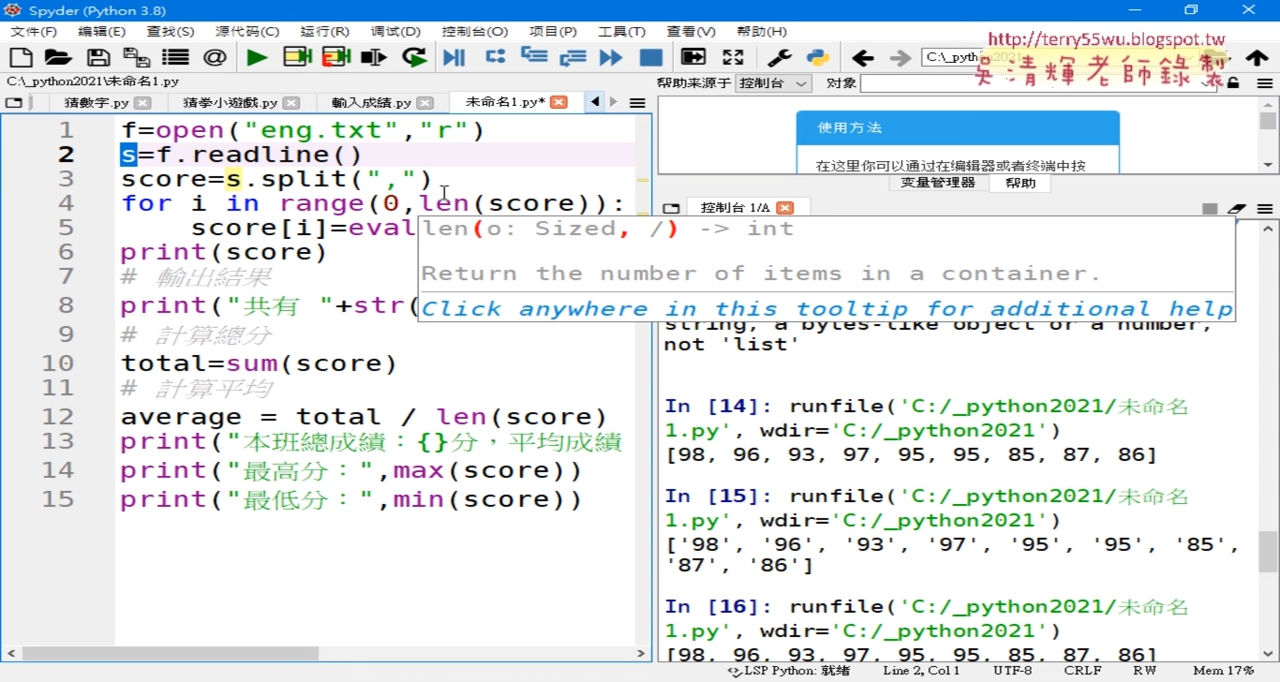 Spyder (Python 3.8)
文件(F) 编辑(E) 查找(S) 源代码(C) 运行(R) 调试(D) 控制台(O) 项目(P) 工具(T) 查看(V) 帮助(H)
http://terry55wu.blogspot.tw
吳清輝老師錄製
C:\_pyth
C:\_python2021\未命名1.py
帮助来源于 控制台 对象
猜數字.py 猜拳小遊戲.py 輸入成績.py 未命名1.py*
1 f=open("eng.txt","r")
2 s=f.readline()
3 score=s.split(",")
4 for i in range(0,len(score)):
5 score[i]=eval
6 print(score)
7 # 輸出結果
8 print("共有 "+str(
9 # 計算總分
10 total=sum(score)
11 # 計算平均
12 average = total / len(score)
13 print("本班總成績：{}分，平均成績
14 print("最高分：",max(score))
15 print("最低分：",min(score))
len(o: Sized, /) -> int
Return the number of items in a container.
Click anywhere in this tooltip for additional help
使用方法
在这里你可以通过在编辑器或者终端中按
变量管理器 帮助
控制台 1/A
string, a bytes-like object or a number,
not 'list'
In [14]: runfile('C:/_python2021/未命名
1.py', wdir='C:/_python2021')
[98, 96, 93, 97, 95, 95, 85, 87, 86]
In [15]: runfile('C:/_python2021/未命名
1.py', wdir='C:/_python2021')
['98', '96', '93', '97', '95', '95', '85',
'87', '86']
In [16]: runfile('C:/_python2021/未命名
1.py', wdir='C:/_python2021')
[98, 96, 93, 97, 95, 95, 85, 87, 86]
LSP Python: 就绪 Line 2, Col 1 UTF-8 CRLF RW Mem 17%